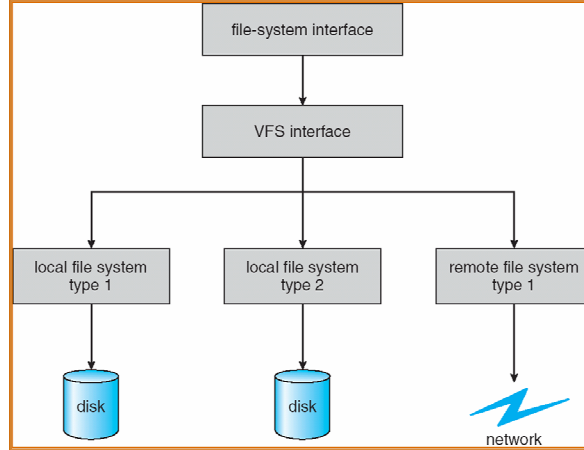 file-system interface
VFS interface
local file system
type 1
local file system
type 2
remote file system
type 1
disk
disk
network